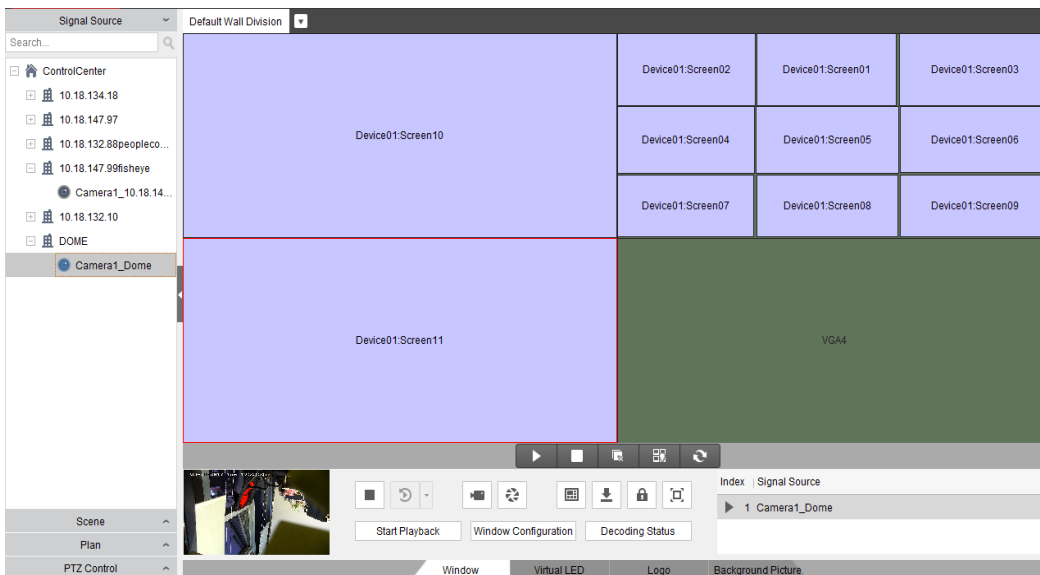 Signal Source
Default Wall Division
Search...
ControlCenter
10.18.134.18
10.18.147.97
10.18.132.88peopleco...
10.18.147.99fisheye
Camera1_10.18.14...
10.18.132.10
DOME
Camera1_Dome
Device01:Screen10
Device01:Screen02
Device01:Screen01
Device01:Screen03
Device01:Screen04
Device01:Screen05
Device01:Screen06
Device01:Screen07
Device01:Screen08
Device01:Screen09
Device01:Screen11
VGA4
Index
Signal Source
1 Camera1_Dome
Start Playback
Window Configuration
Decoding Status
Scene
Plan
PTZ Control
Window
Virtual LED
Logo
Background Picture